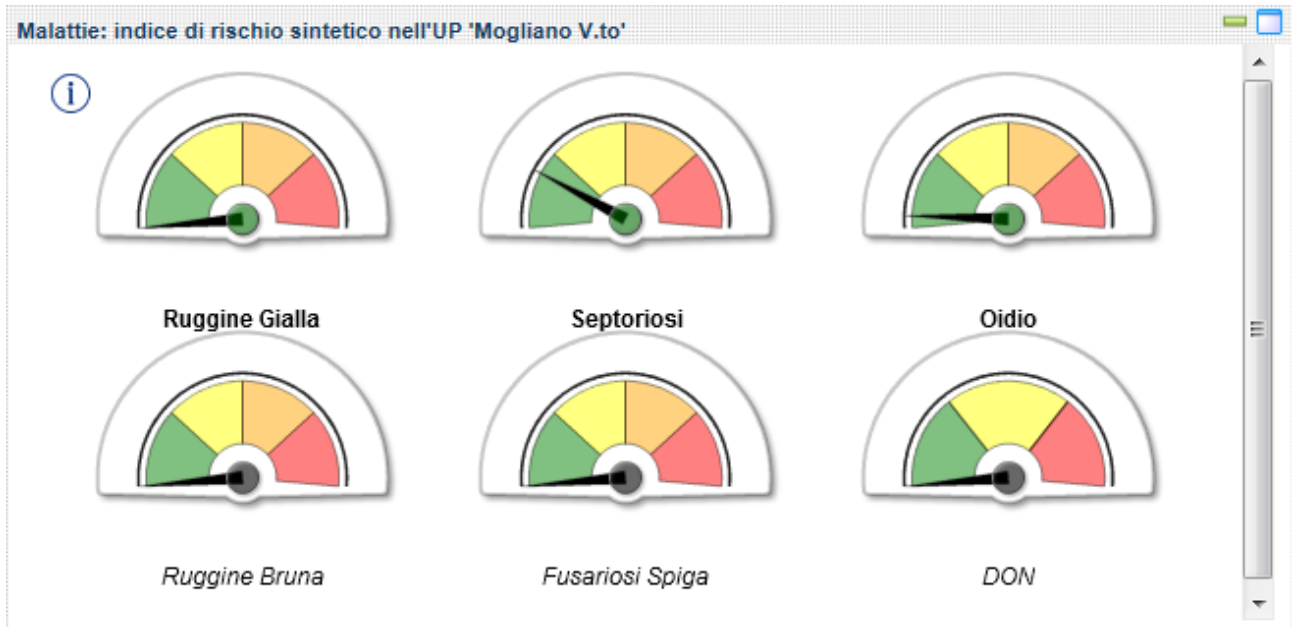 Malattie: indice di rischio sintetico nell'UP 'Mogliano V.to'
i
Ruggine Gialla
Septoriosi
Oidio
Ruggine Bruna
Fusariosi Spiga
DON